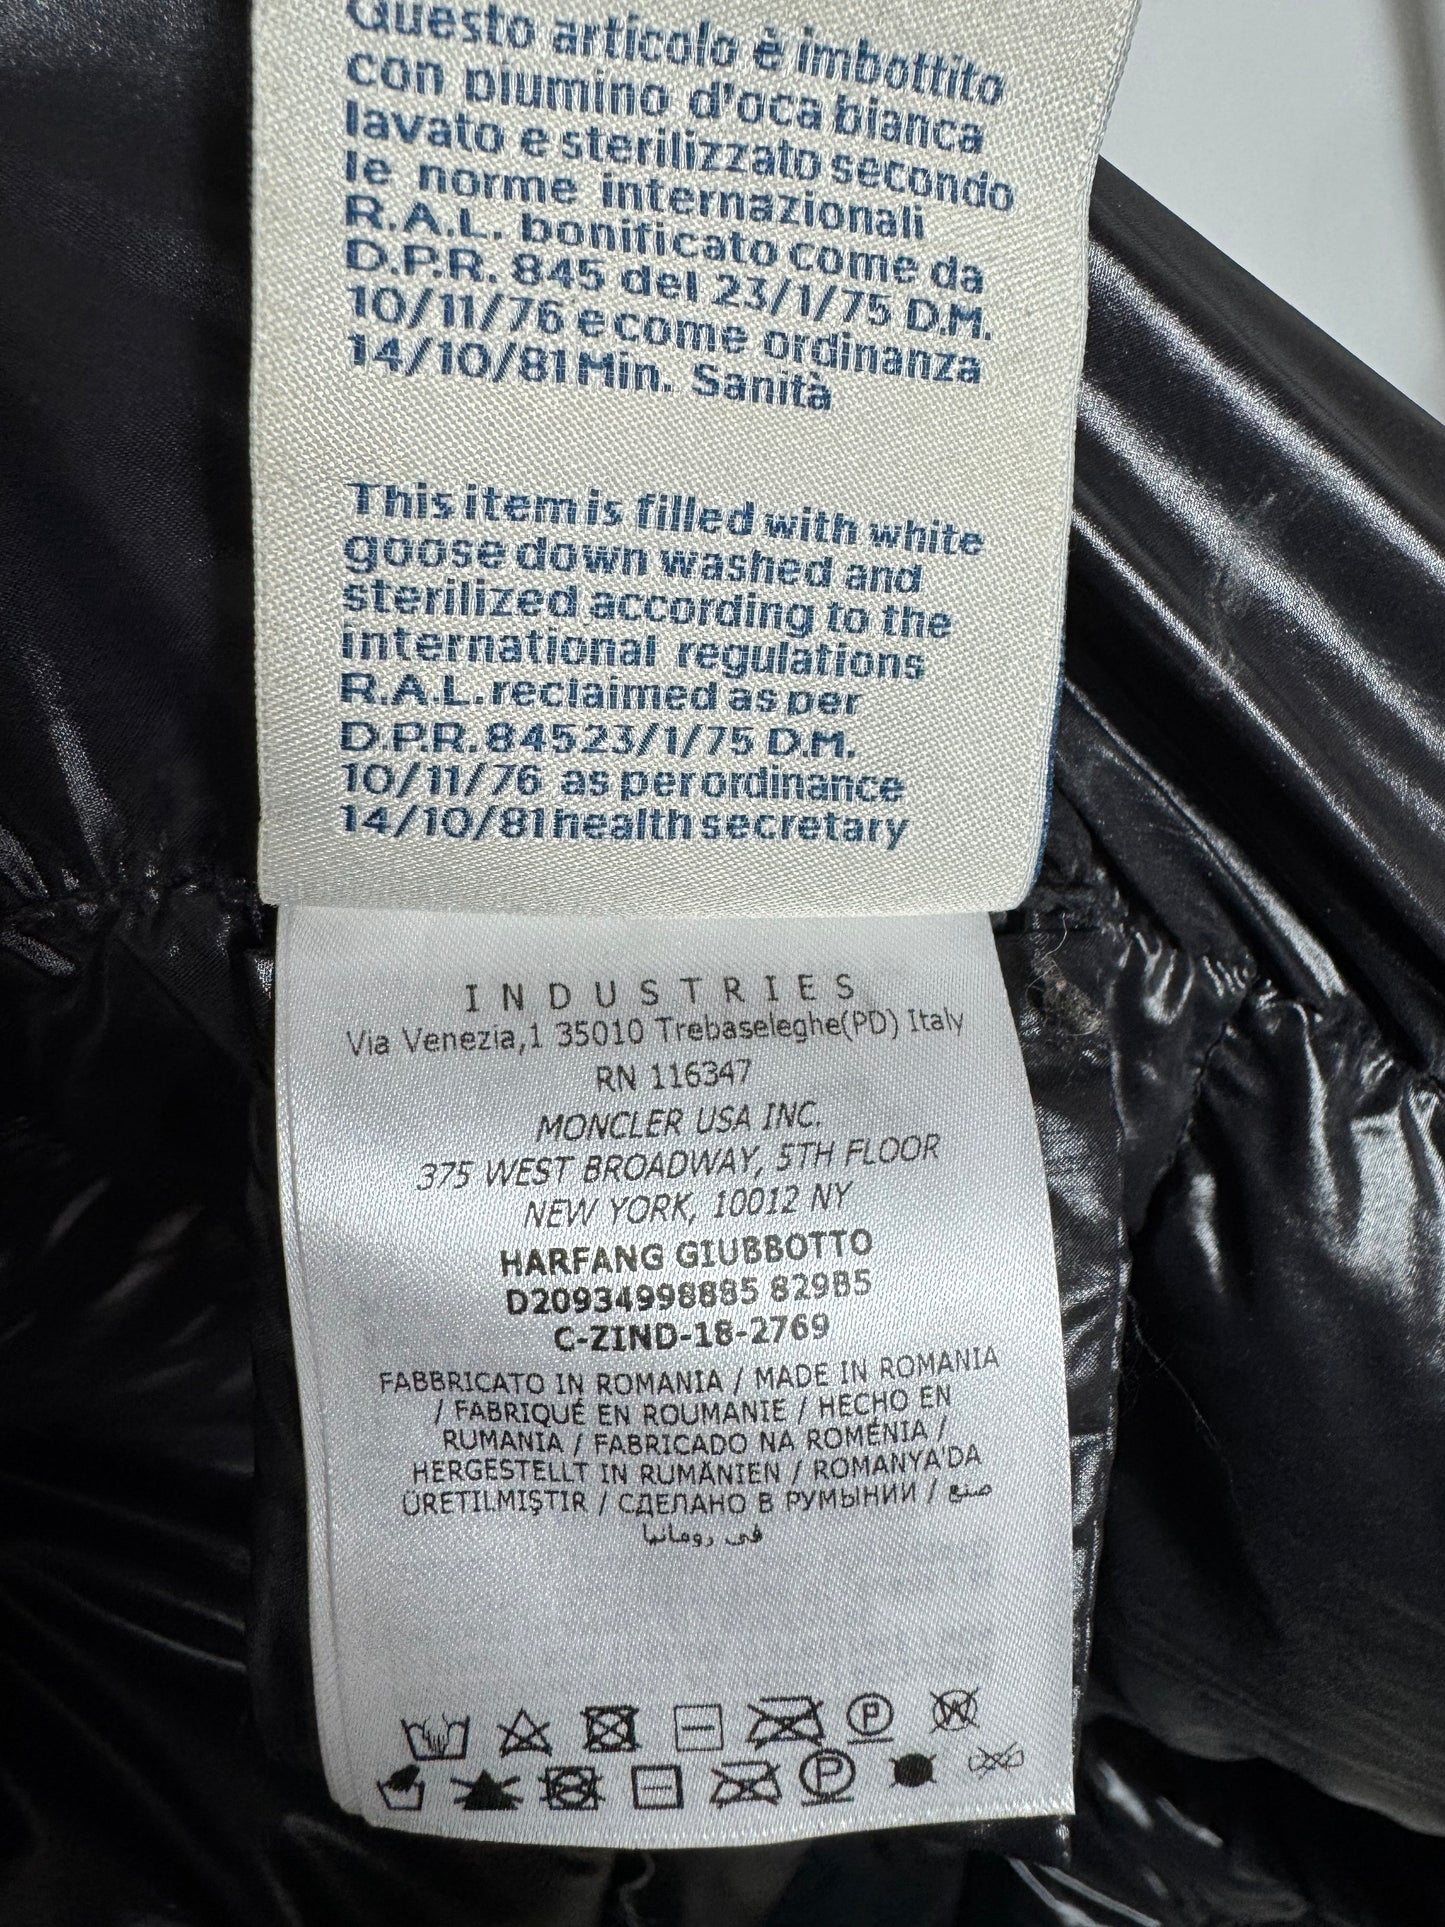 Questo articolo è imbottito
con piumino d'oca bianca
lavato e sterilizzato secondo
le norme internazionali
R.A.L. bonificato come da
D.P.R. 845 del 23/1/75 D.M.
10/11/76 e come ordinanza
14/10/81 Min. Sanità
This item is filled with white
goose down washed and
sterilized according to the
international regulations
R.A.L. reclaimed as per
D.P.R. 845 23/1/75 D.M.
10/11/76 as per ordinance
14/10/81 health secretary
INDUSTRIES
Via Venezia,1 35010 Trebaseleghe(PD) Italy
RN 116347
MONCLER USA INC.
375 WEST BROADWAY, 5TH FLOOR
NEW YORK, 10012 NY
HARFANG GIUBBOTTO
D20934998885 829B5
C-ZIND-18-2769
FABBRICATO IN ROMANIA / MADE IN ROMANIA
/ FABRIQUÉ EN ROUMANIE / HECHO EN
RUMANIA / FABRICADO NA ROMÉNIA /
HERGESTELLT IN RUMÄNIEN / ROMANYA'DA
ÜRETILMIŞTIR / СДЕЛАНО В РУМЫНИИ / صنع
في رومانيا
P W
P